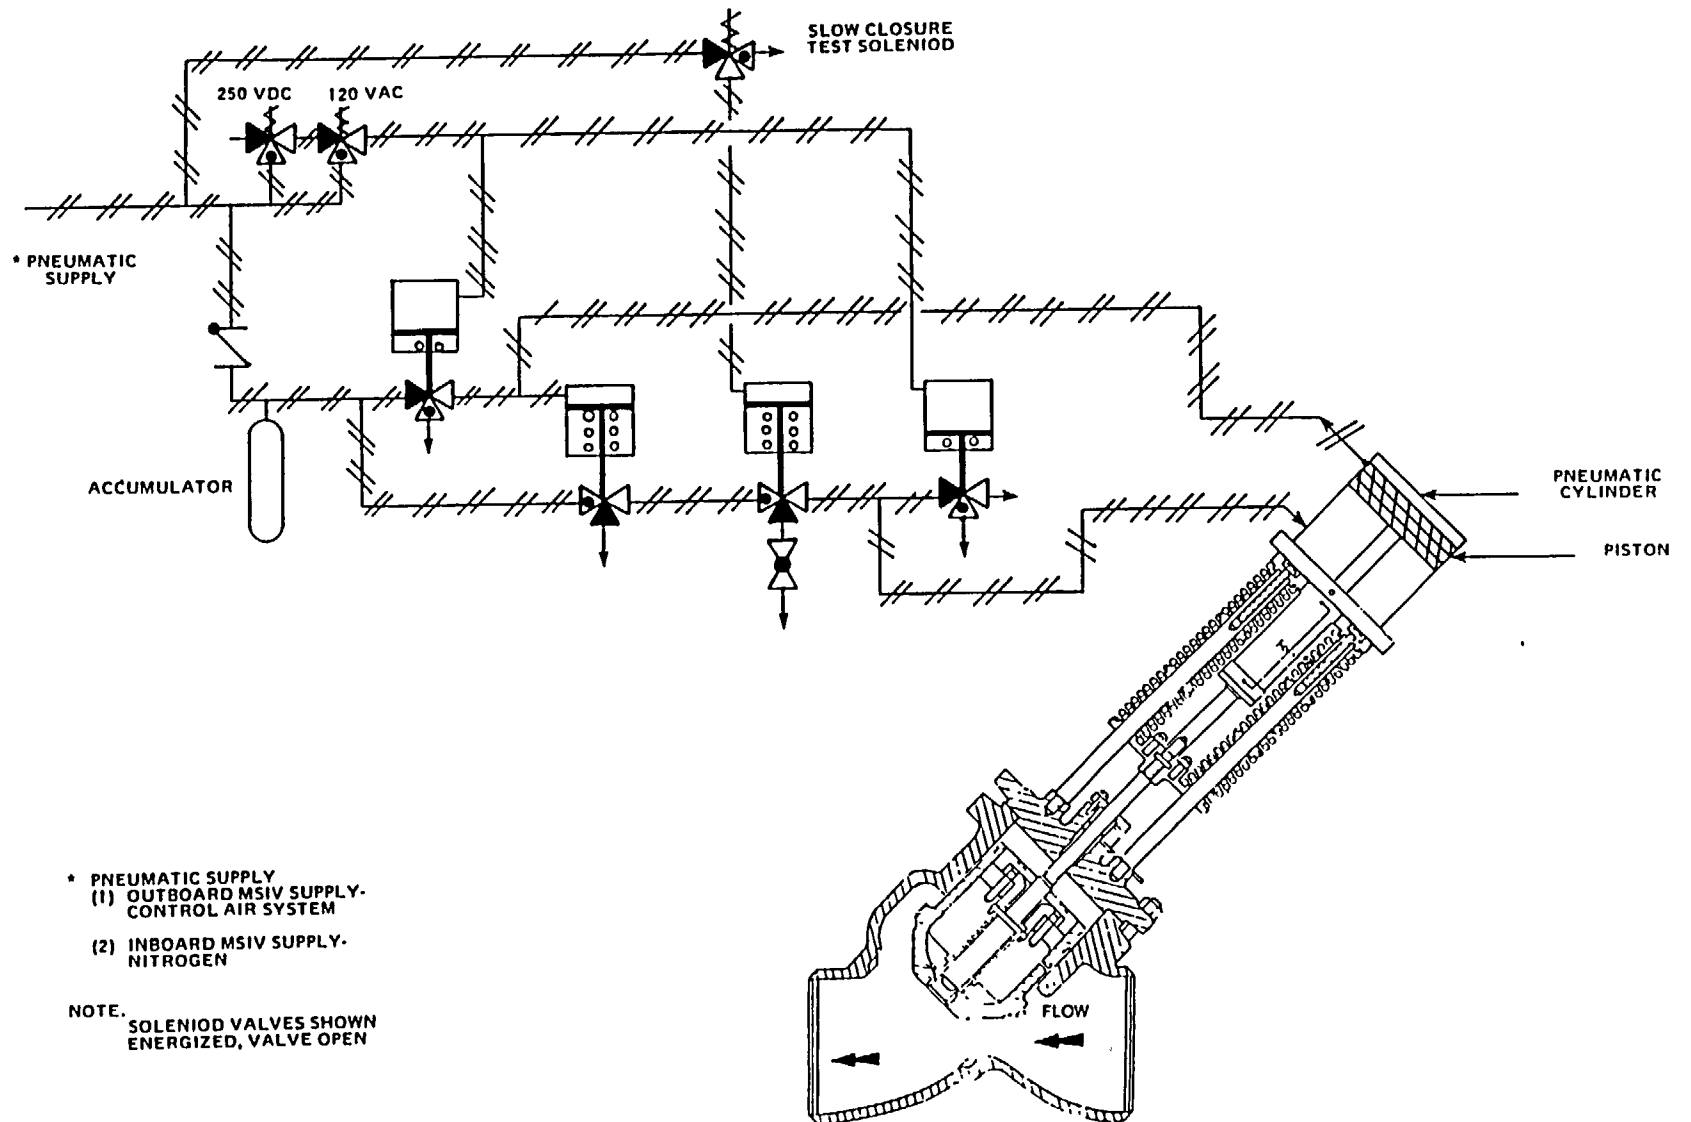 SLOW CLOSURE
TEST SOLENIOD
250 VDC
120 VAC
* PNEUMATIC
SUPPLY
ACCUMULATOR
PNEUMATIC
CYLINDER
PISTON
* PNEUMATIC SUPPLY
(1) OUTBOARD MSIV SUPPLY-
CONTROL AIR SYSTEM
(2) INBOARD MSIV SUPPLY-
NITROGEN
NOTE.
SOLENIOD VALVES SHOWN
ENERGIZED, VALVE OPEN
FLOW